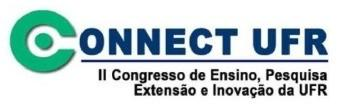 CONNECT UFR
II Congresso de Ensino, Pesquisa
Extensão e Inovação da UFR